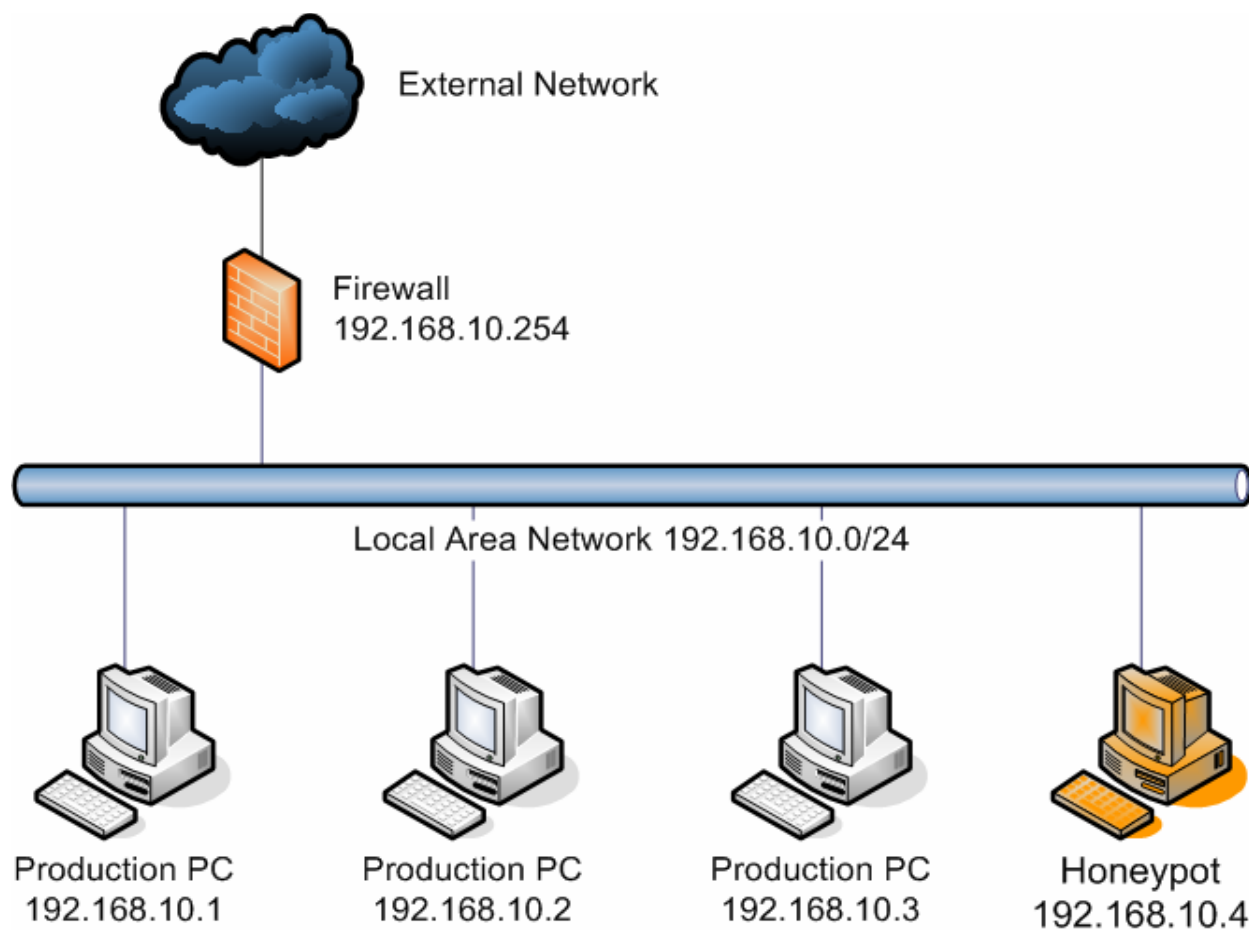 External Network
Firewall
192.168.10.254
Local Area Network 192.168.10.0/24
Production PC
192.168.10.1
Production PC
192.168.10.2
Production PC
192.168.10.3
Honeypot
192.168.10.4